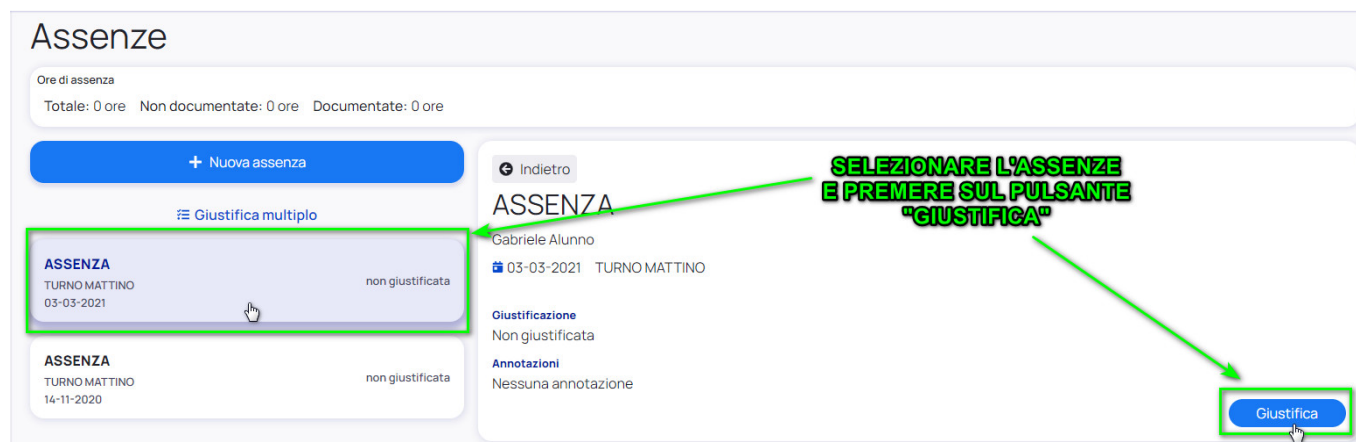 Assenze
Ore di assenza
Totale: 0 ore Non documentate: 0 ore Documentate: 0 ore
+ Nuova assenza
Giustifica multiplo
ASSENZA
TURNO MATTINO
03-03-2021
non giustificata
ASSENZA
TURNO MATTINO
14-11-2020
non giustificata
Indietro
ASSENZA
Gabriele Alunno
03-03-2021 TURNO MATTINO
Giustificazione
Non giustificata
Annotazioni
Nessuna annotazione
SELEZIONARE L'ASSENZE
E PREMERE SUL PULSANTE
"GIUSTIFICA"
Giustifica